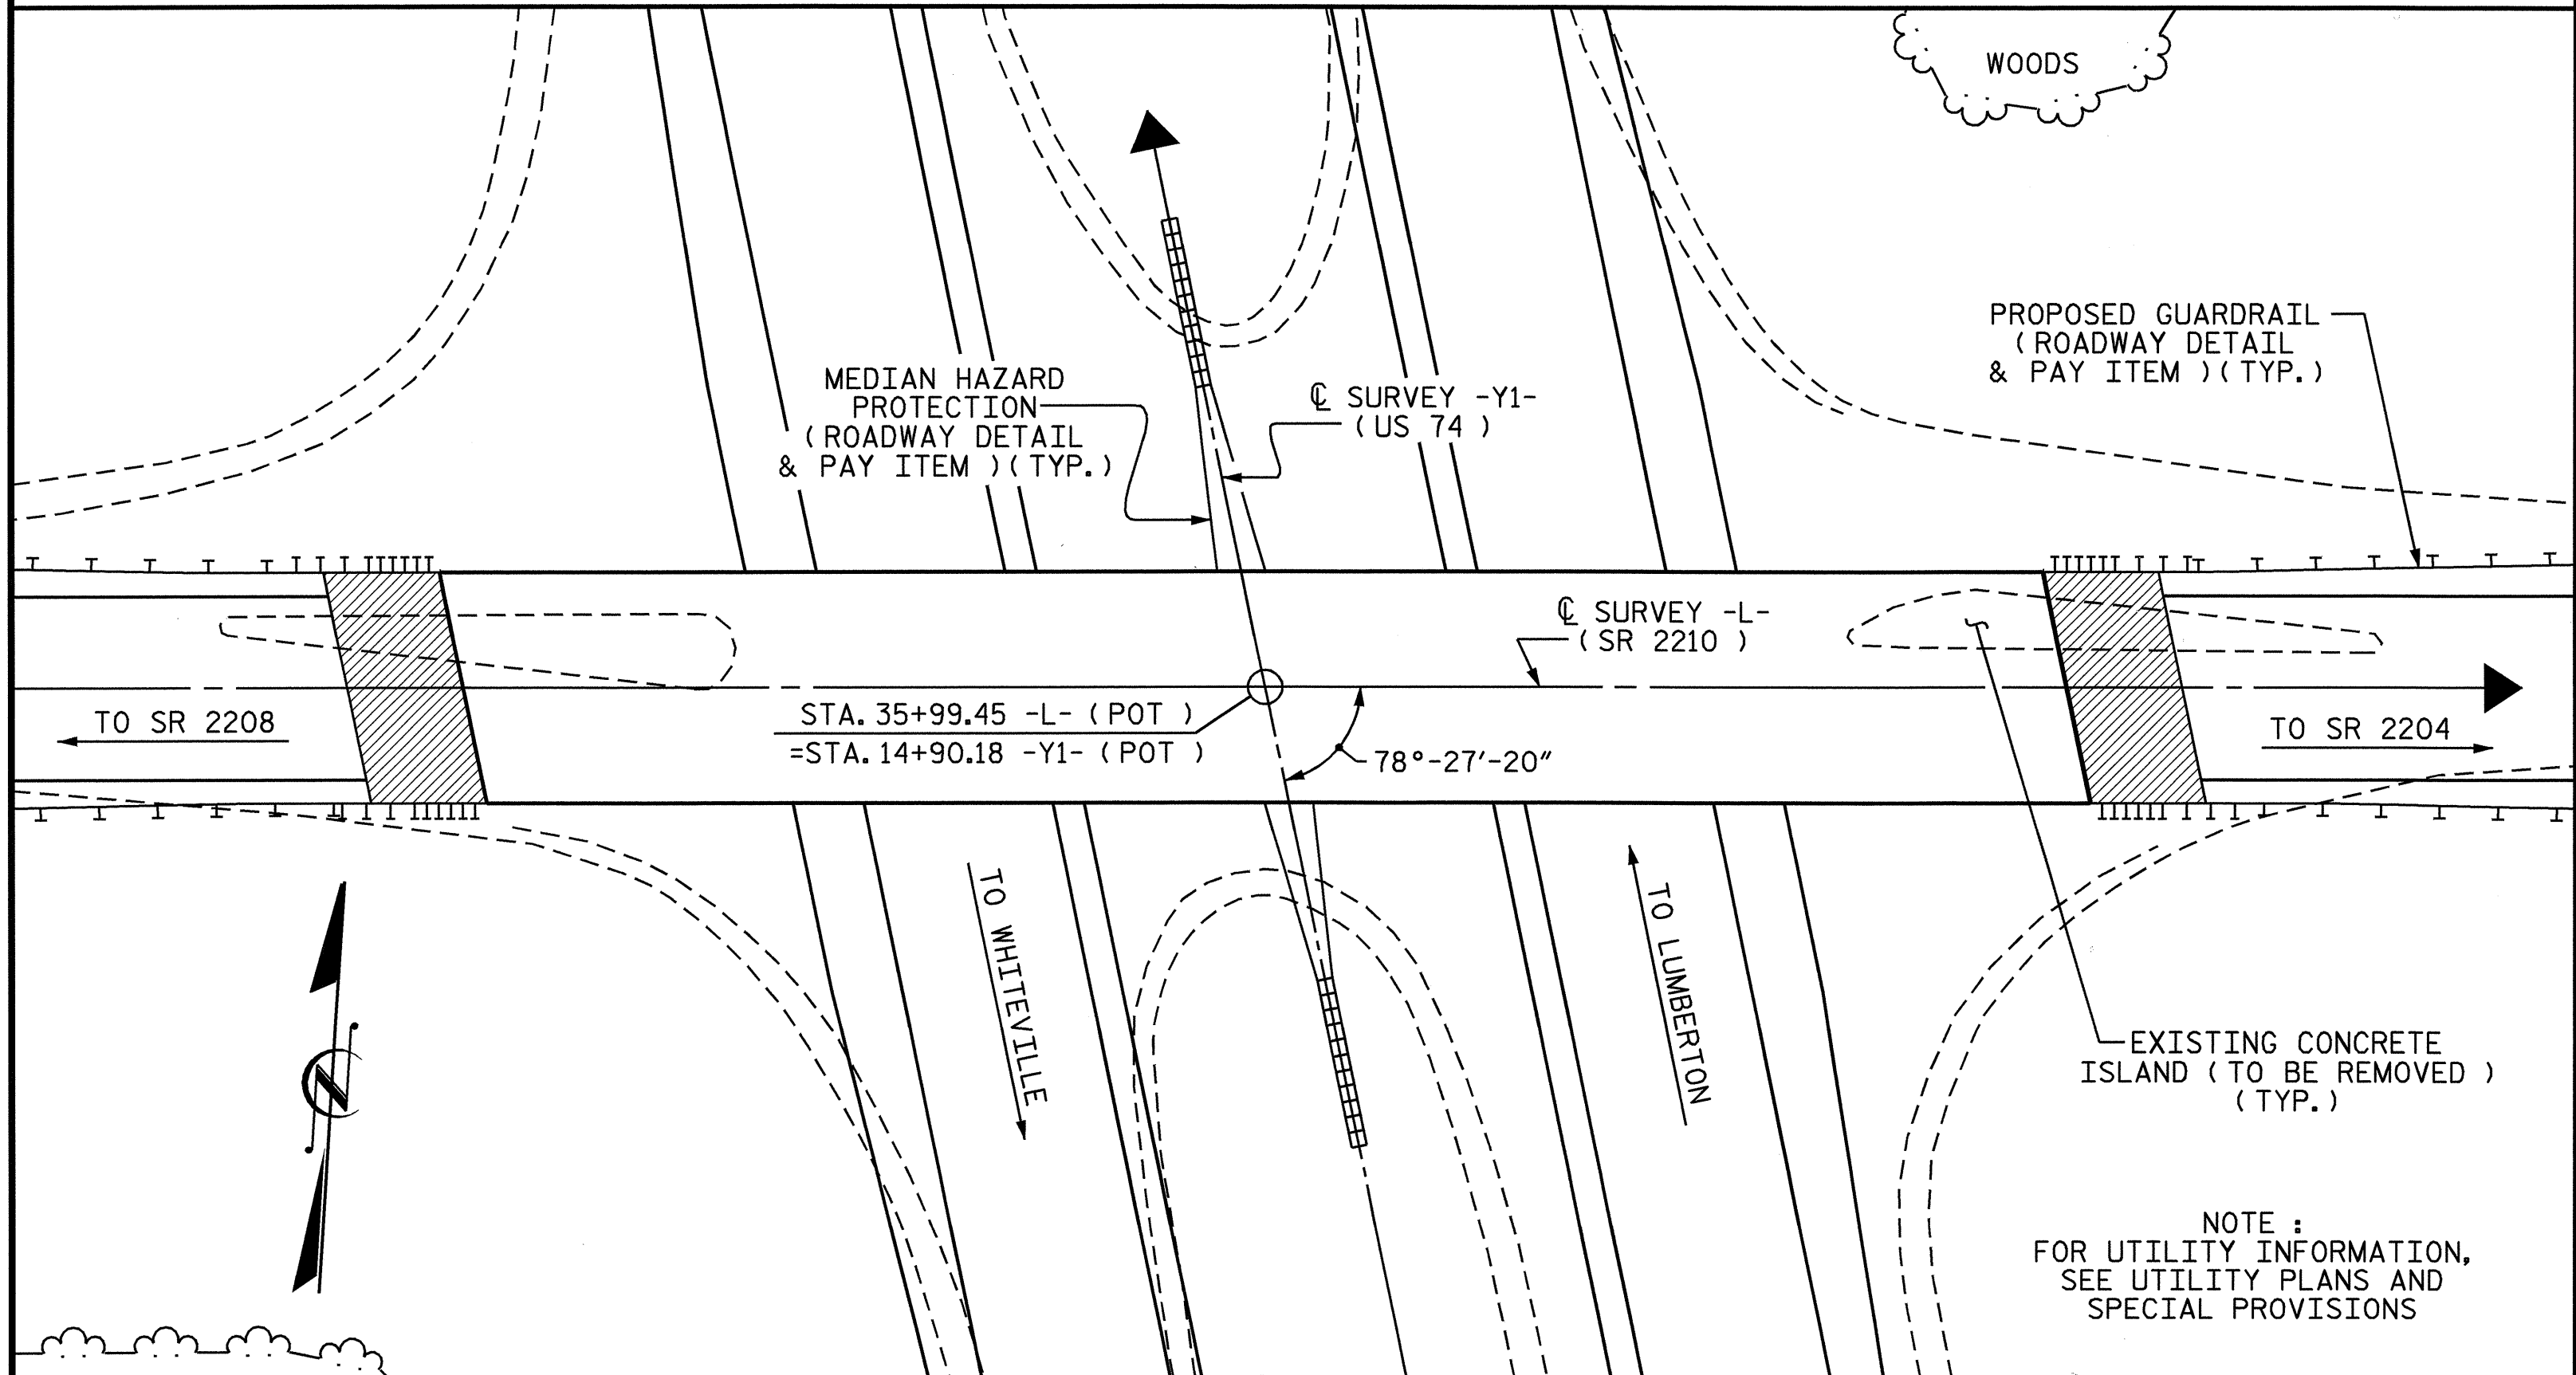 WOODS
PROPOSED GUARDRAIL
(ROADWAY DETAIL
& PAY ITEM )(TYP.)
MEDIAN HAZARD
PROTECTION
(ROADWAY DETAIL
& PAY ITEM )(TYP.)
℄ SURVEY -Y1-
(US 74 )
℄ SURVEY -L-
(SR 2210 )
STA. 35+99.45 -L- (POT )
=STA. 14+90.18 -Y1- (POT )
78°-27'-20"
TO SR 2208
TO SR 2204
TO WHITEVILLE
TO LUMBERTON
N
EXISTING CONCRETE
ISLAND (TO BE REMOVED )
(TYP.)
NOTE :
FOR UTILITY INFORMATION,
SEE UTILITY PLANS AND
SPECIAL PROVISIONS